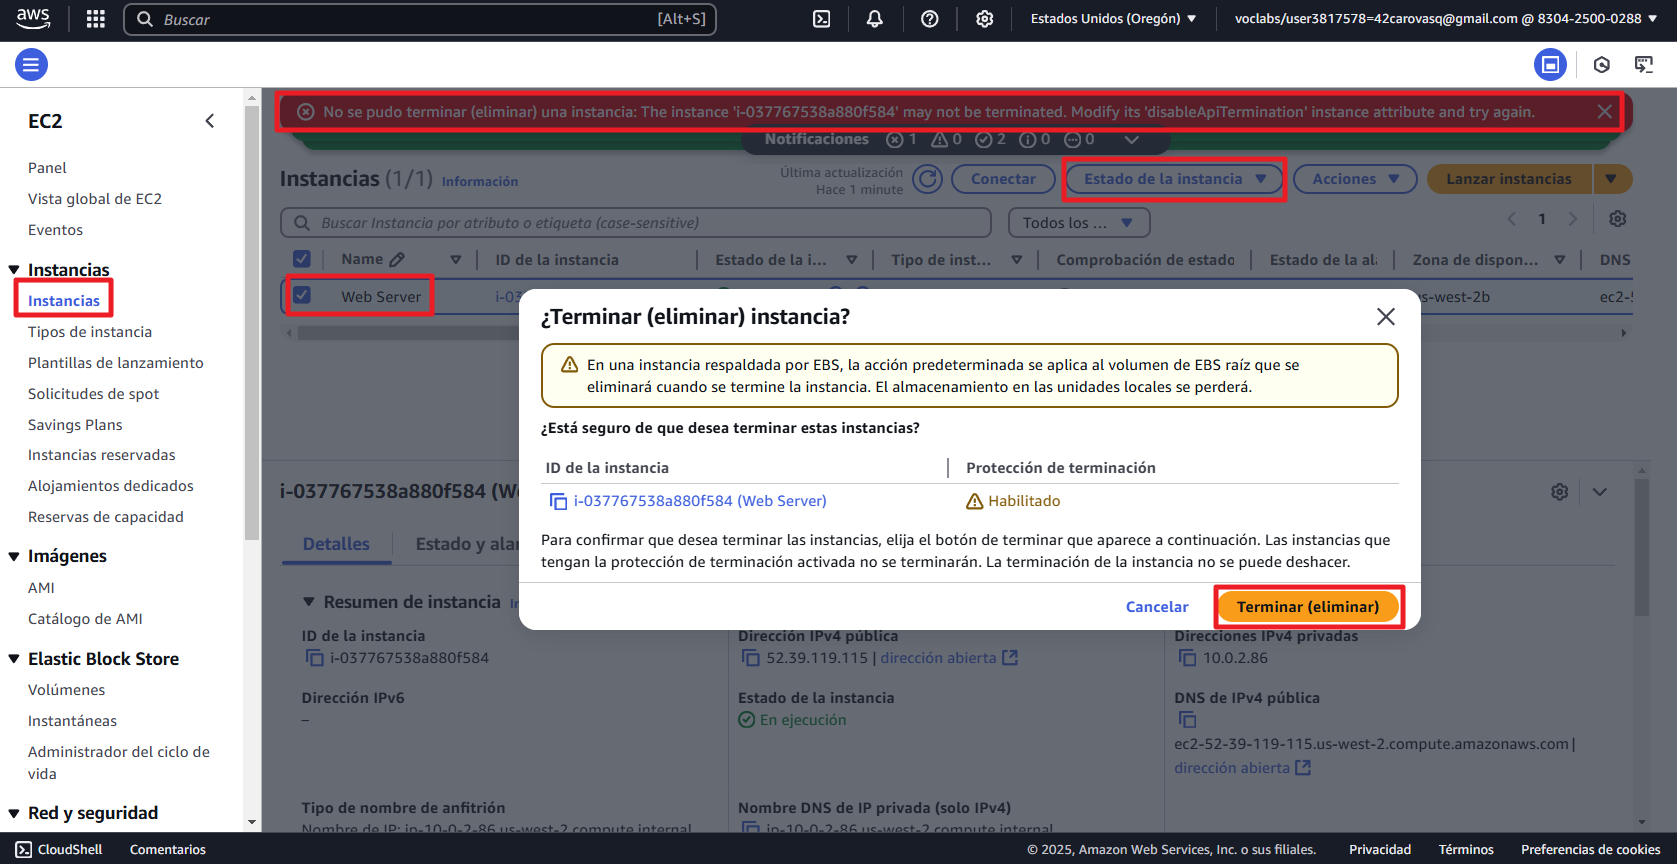 aws
Buscar
[Alt+S]
Estados Unidos (Oregón)
voclabs/user3817578=42carovasq@gmail.com @ 8304-2500-0288
EC2
Panel
Vista global de EC2
Eventos
Instancias
Instancias
Tipos de instancia
Plantillas de lanzamiento
Solicitudes de spot
Savings Plans
Instancias reservadas
Alojamientos dedicados
Reservas de capacidad
Imágenes
AMI
Catálogo de AMI
Elastic Block Store
Volúmenes
Instantáneas
Administrador del ciclo de
vida
Red y seguridad
No se pudo terminar (eliminar) una instancia: The instance 'i-037767538a880f584' may not be terminated. Modify its 'disableApiTermination' instance attribute and try again.
Notificaciones 1 0 2 0 0
Instancias (1/1) Información
Última actualización
Hace 1 minute
Conectar
Estado de la instancia
Acciones
Lanzar instancias
Buscar Instancia por atributo o etiqueta (case-sensitive)
Todos los ...
1
Name
ID de la instancia
Estado de la i...
Tipo de inst...
Comprobación de estado
Estado de la al
Zona de dispon...
DNS
Web Server
i-03
s-west-2b
ec2-5
¿Terminar (eliminar) instancia?
En una instancia respaldada por EBS, la acción predeterminada se aplica al volumen de EBS raíz que se
eliminará cuando se termine la instancia. El almacenamiento en las unidades locales se perderá.
¿Está seguro de que desea terminar estas instancias?
ID de la instancia
Protección de terminación
i-037767538a880f584 (Web Server)
Habilitado
Para confirmar que desea terminar las instancias, elija el botón de terminar que aparece a continuación. Las instancias que
tengan la protección de terminación activada no se terminarán. La terminación de la instancia no se puede deshacer.
Cancelar
Terminar (eliminar)
i-037767538a880f584 (We
Detalles
Estado y alar
Resumen de instancia
ID de la instancia
i-037767538a880f584
Dirección IPv4 pública
52.39.119.115 | dirección abierta
Direcciones IPv4 privadas
10.0.2.86
Dirección IPv6
–
Estado de la instancia
En ejecución
DNS de IPv4 pública
ec2-52-39-119-115.us-west-2.compute.amazonaws.com |
dirección abierta
Tipo de nombre de anfitrión
Nombre de IP: ip-10-0-2-86.us-west-2.compute.internal
Nombre DNS de IP privada (solo IPv4)
ip-10-0-2-86.us-west-2.compute.internal
CloudShell
Comentarios
© 2025, Amazon Web Services, Inc. o sus filiales.
Privacidad
Términos
Preferencias de cookies